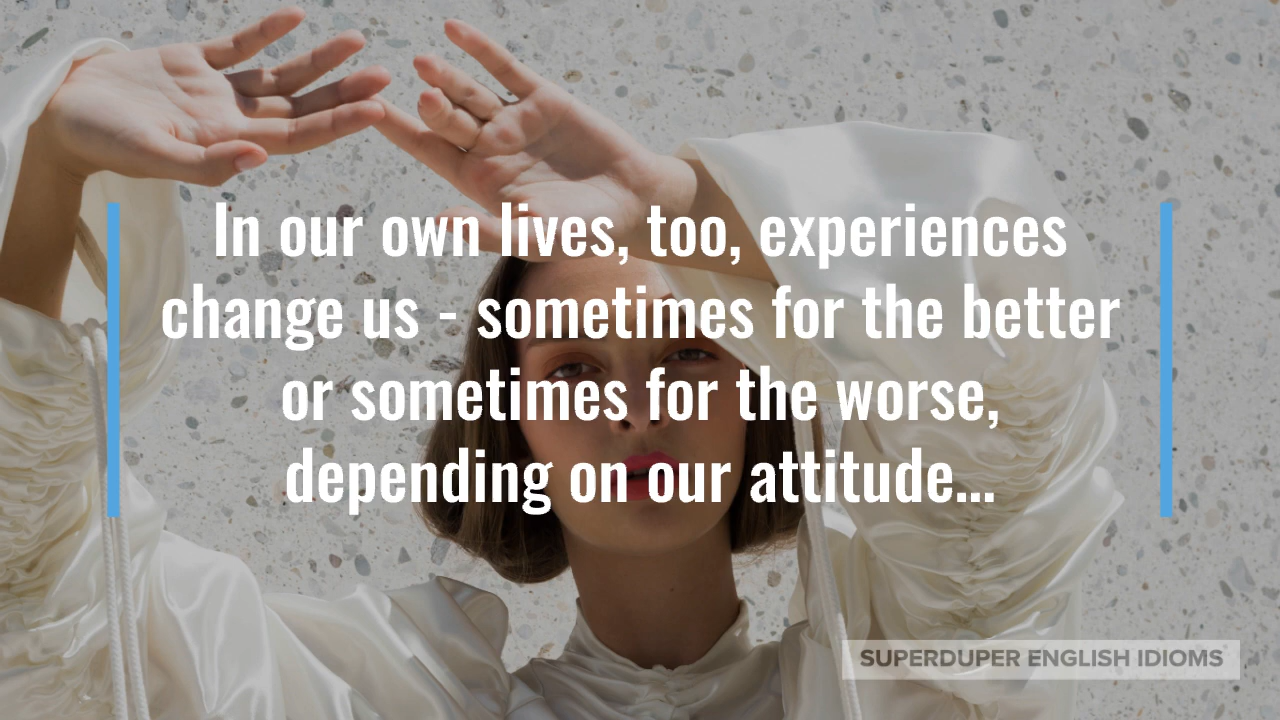 In our own lives, too, experiences
change us - sometimes for the better
or sometimes for the worse,
depending on our attitude...
SUPERDUPER ENGLISH IDIOMS